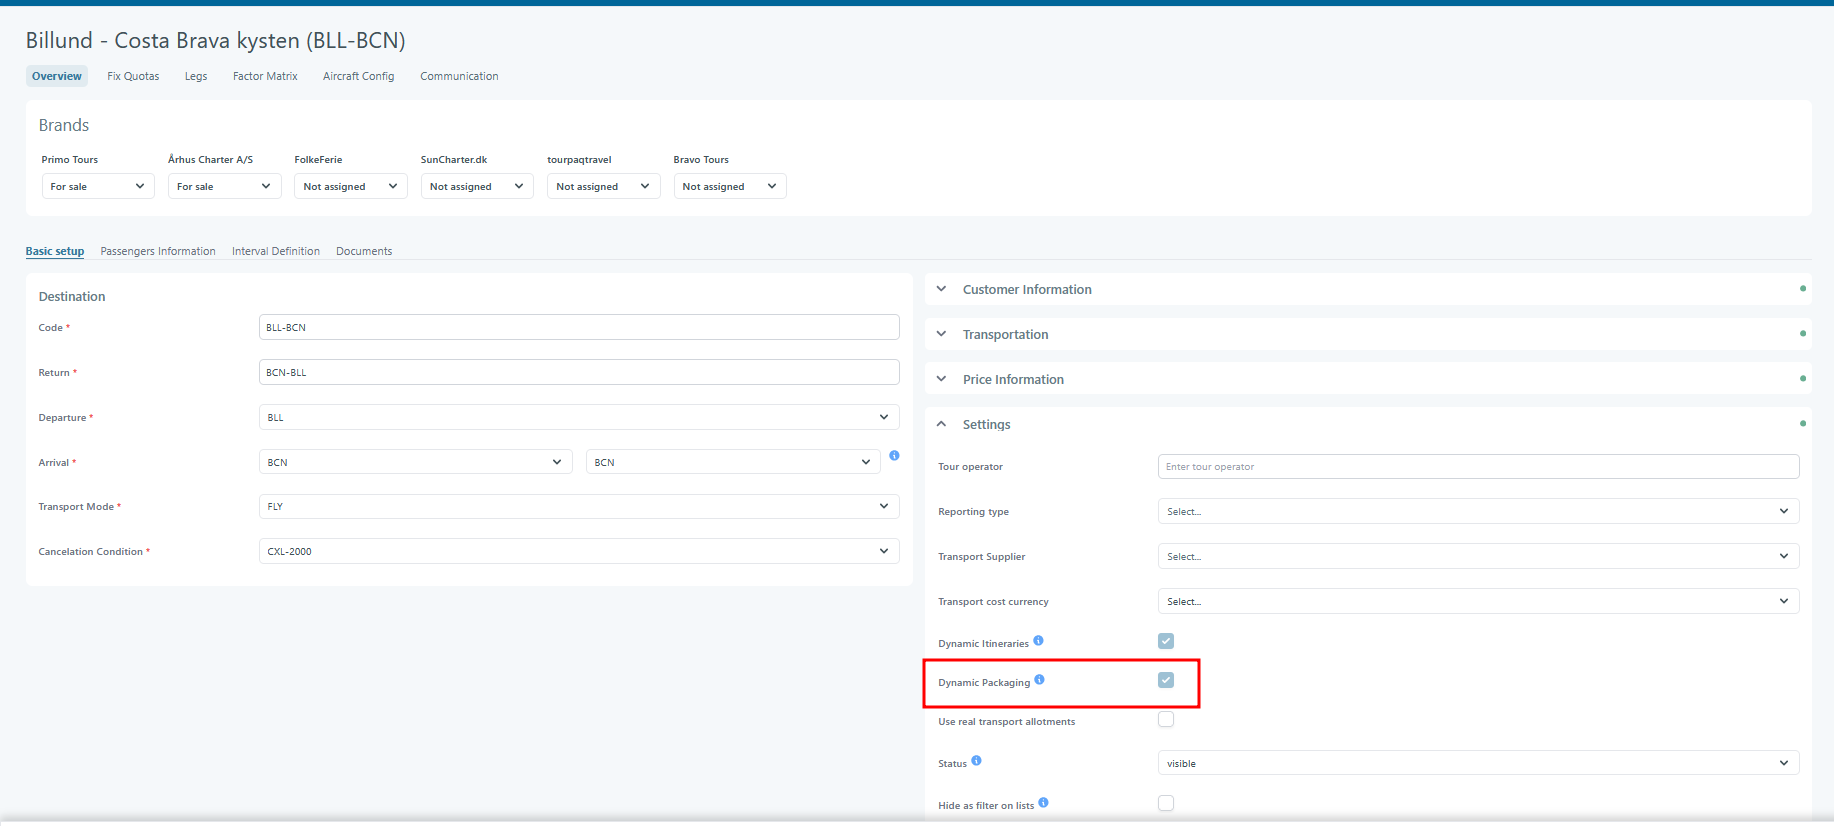 Billund - Costa Brava kysten (BLL-BCN)
Overview Fix Quotas Legs Factor Matrix Aircraft Config Communication
Brands
Primo Tours Århus Charter A/S FolkeFerie SunCharter.dk tourpaqtravel Bravo Tours
For sale For sale Not assigned Not assigned Not assigned Not assigned
Basic setup Passengers Information Interval Definition Documents
Destination
Code * BLL-BCN
Return * BCN-BLL
Departure * BLL
Arrival * BCN BCN
Transport Mode * FLY
Cancelation Condition * CXL-2000
Customer Information
Transportation
Price Information
Settings
Tour operator Enter tour operator
Reporting type Select...
Transport Supplier Select...
Transport cost currency Select...
Dynamic Itineraries
Dynamic Packaging
Use real transport allotments
Status visible
Hide as filter on lists